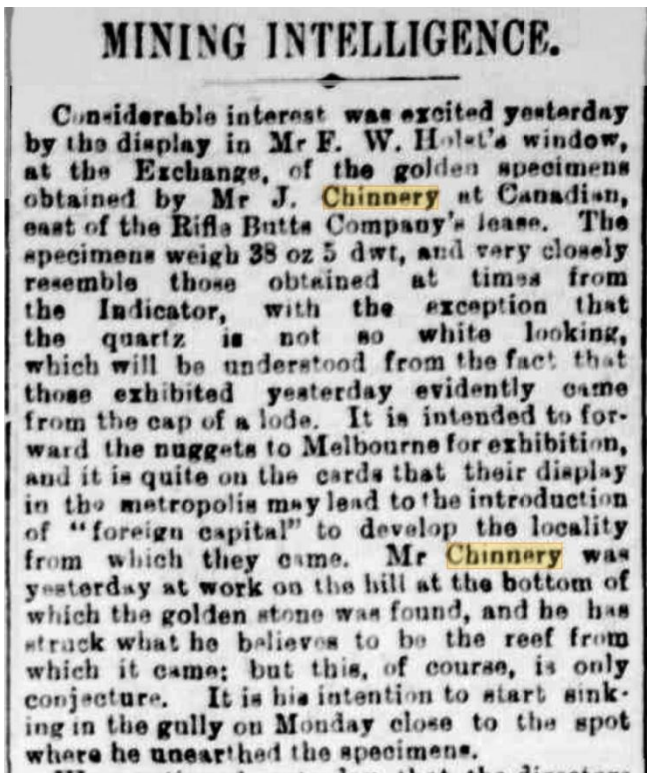 MINING INTELLIGENCE.
Considerable interest was excited yesterday
by the display in Mr F. W. Holst's window,
at the Exchange, of the golden specimens
obtained by Mr J. Chinnery at Canadian,
east of the Rifle Butts Company's lease. The
specimens weigh 38 oz 5 dwt, and very closely
resemble those obtained at times from
the Indicator, with the exception that
the quartz is not so white looking,
which will be understood from the fact that
those exhibited yesterday evidently came
from the cap of a lode. It is intended to for-
ward the nuggets to Melbourne for exhibition,
and it is quite on the cards that their display
in the metropolis may lead to the introduction
of "foreign capital" to develop the locality
from which they came. Mr Chinnery was
yesterday at work on the hill at the bottom of
which the golden stone was found, and he has
struck what he believes to be the reef from
which it came; but this, of course, is only
conjecture. It is his intention to start sink-
ing in the gully on Monday close to the spot
where he unearthed the specimens.
that the directors